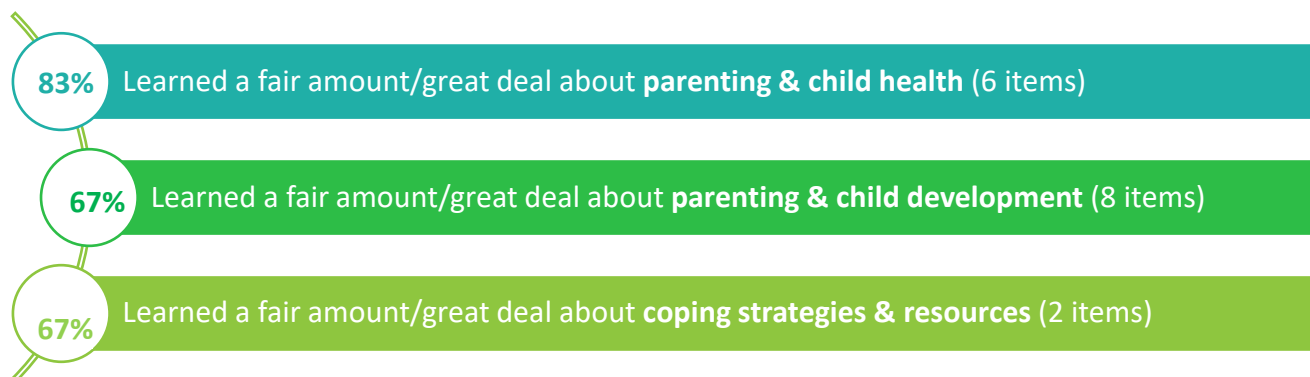 83% Learned a fair amount/great deal about parenting & child health (6 items)
67% Learned a fair amount/great deal about parenting & child development (8 items)
67% Learned a fair amount/great deal about coping strategies & resources (2 items)